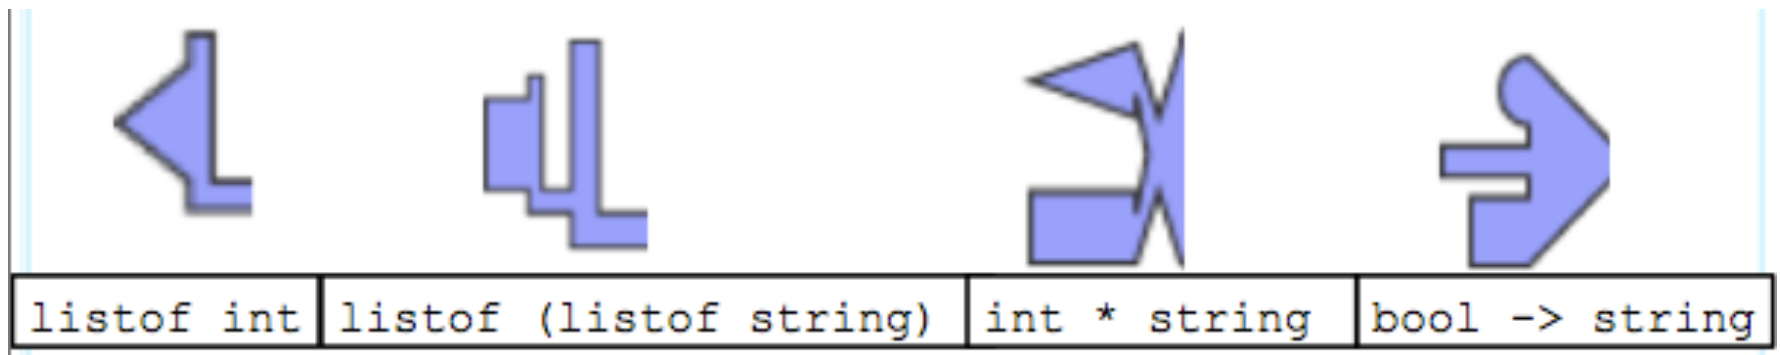 listof int
listof (listof string)
int * string
bool -> string